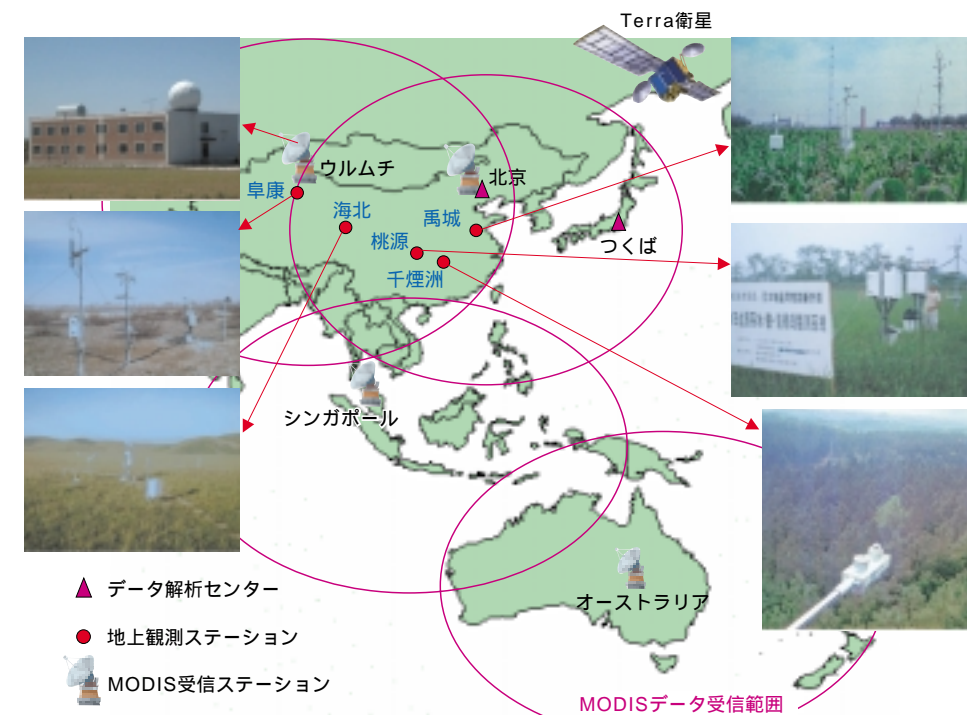 Terra衛星
ウルムチ
北京
阜康
海北
禹城
桃源
つくば
千煙洲
シンガポール
オーストラリア
データ解析センター
地上観測ステーション
MODIS受信ステーション
MODISデータ受信範囲